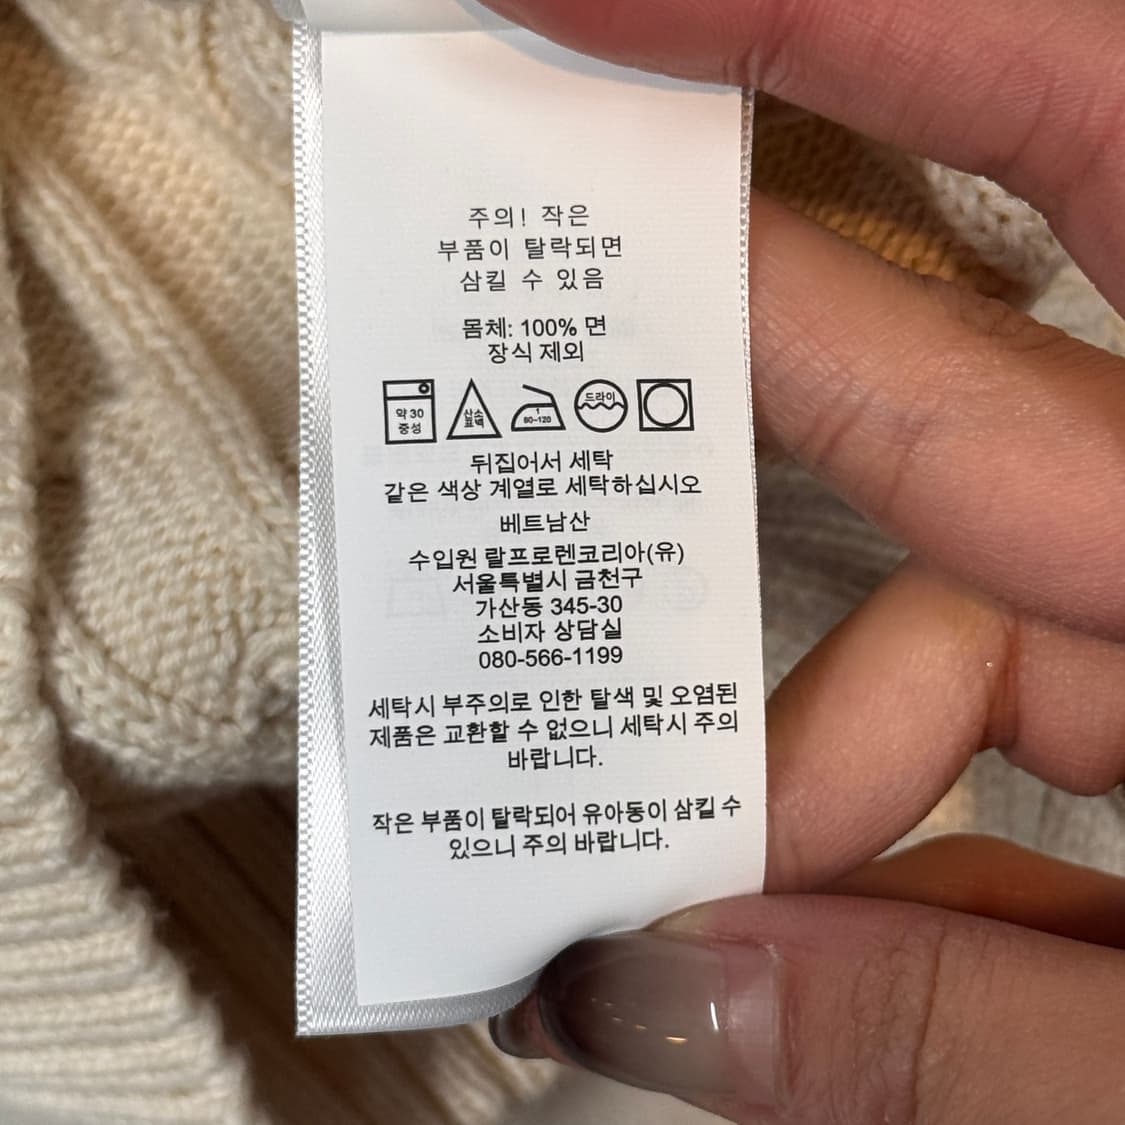 주의! 작은
부품이 탈락되면
삼킬 수 있음
몸체: 100% 면
장식 제외
약 30
중성
산소
표백
1
80~120
드라이
뒤집어서 세탁
같은 색상 계열로 세탁하십시오
베트남산
수입원 랄프로렌코리아(유)
서울특별시 금천구
가산동 345-30
소비자 상담실
080-566-1199
세탁시 부주의로 인한 탈색 및 오염된
제품은 교환할 수 없으니 세탁시 주의
바랍니다.
작은 부품이 탈락되어 유아동이 삼킬 수
있으니 주의 바랍니다.